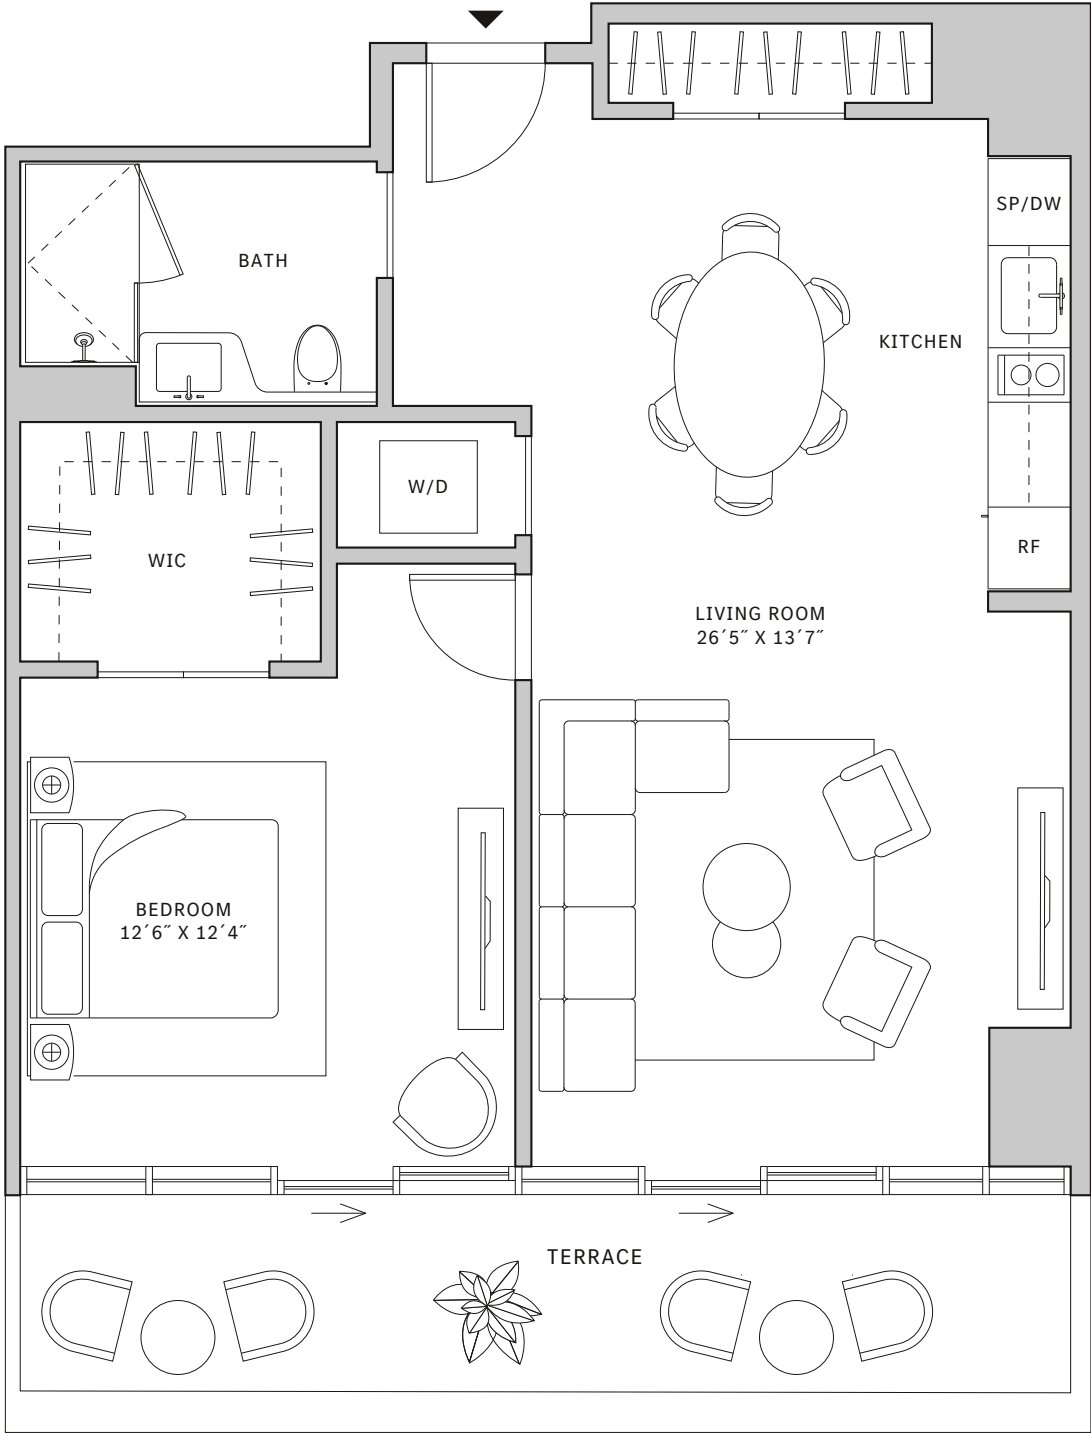 SP/DW
BATH
KITCHEN
W/D
WIC
RF
LIVING ROOM
26´5˝ X 13´7˝
BEDROOM
12´6˝ X 12´4˝
TERRACE